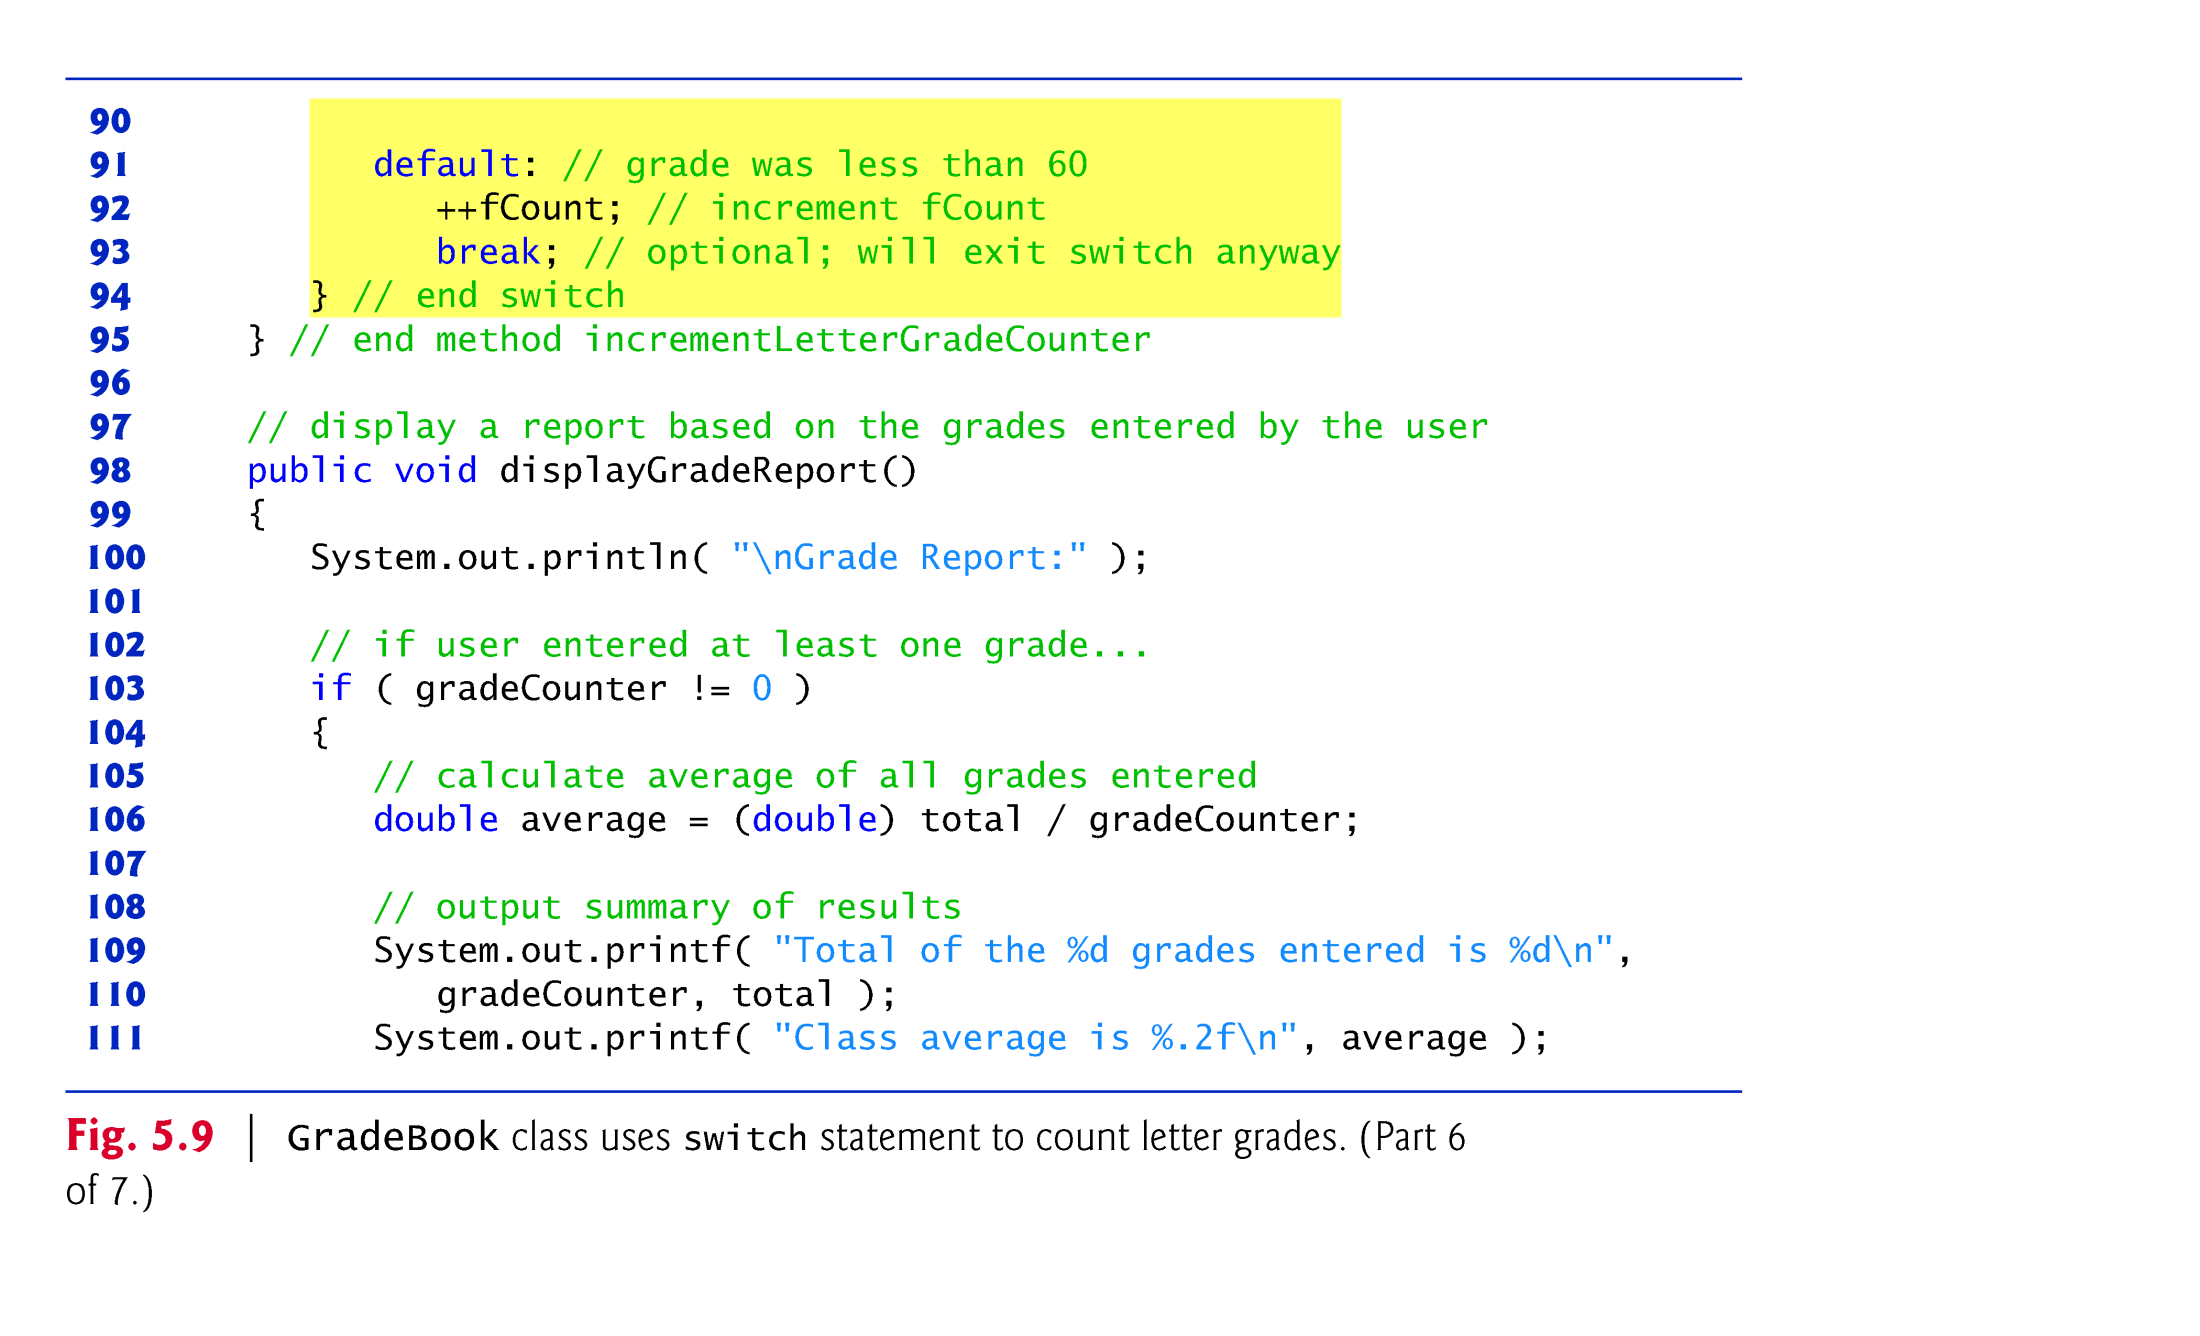 90
91 default: // grade was less than 60
92 ++fCount; // increment fCount
93 break; // optional; will exit switch anyway
94 } // end switch
95 } // end method incrementLetterGradeCounter
96
97 // display a report based on the grades entered by the user
98 public void displayGradeReport()
99 {
100 System.out.println( "\nGrade Report:" );
101
102 // if user entered at least one grade...
103 if ( gradeCounter != 0 )
104 {
105 // calculate average of all grades entered
106 double average = (double) total / gradeCounter;
107
108 // output summary of results
109 System.out.printf( "Total of the %d grades entered is %d\n",
110 gradeCounter, total );
111 System.out.printf( "Class average is %.2f\n", average );
Fig. 5.9 | GradeBook class uses switch statement to count letter grades. (Part 6
of 7.)